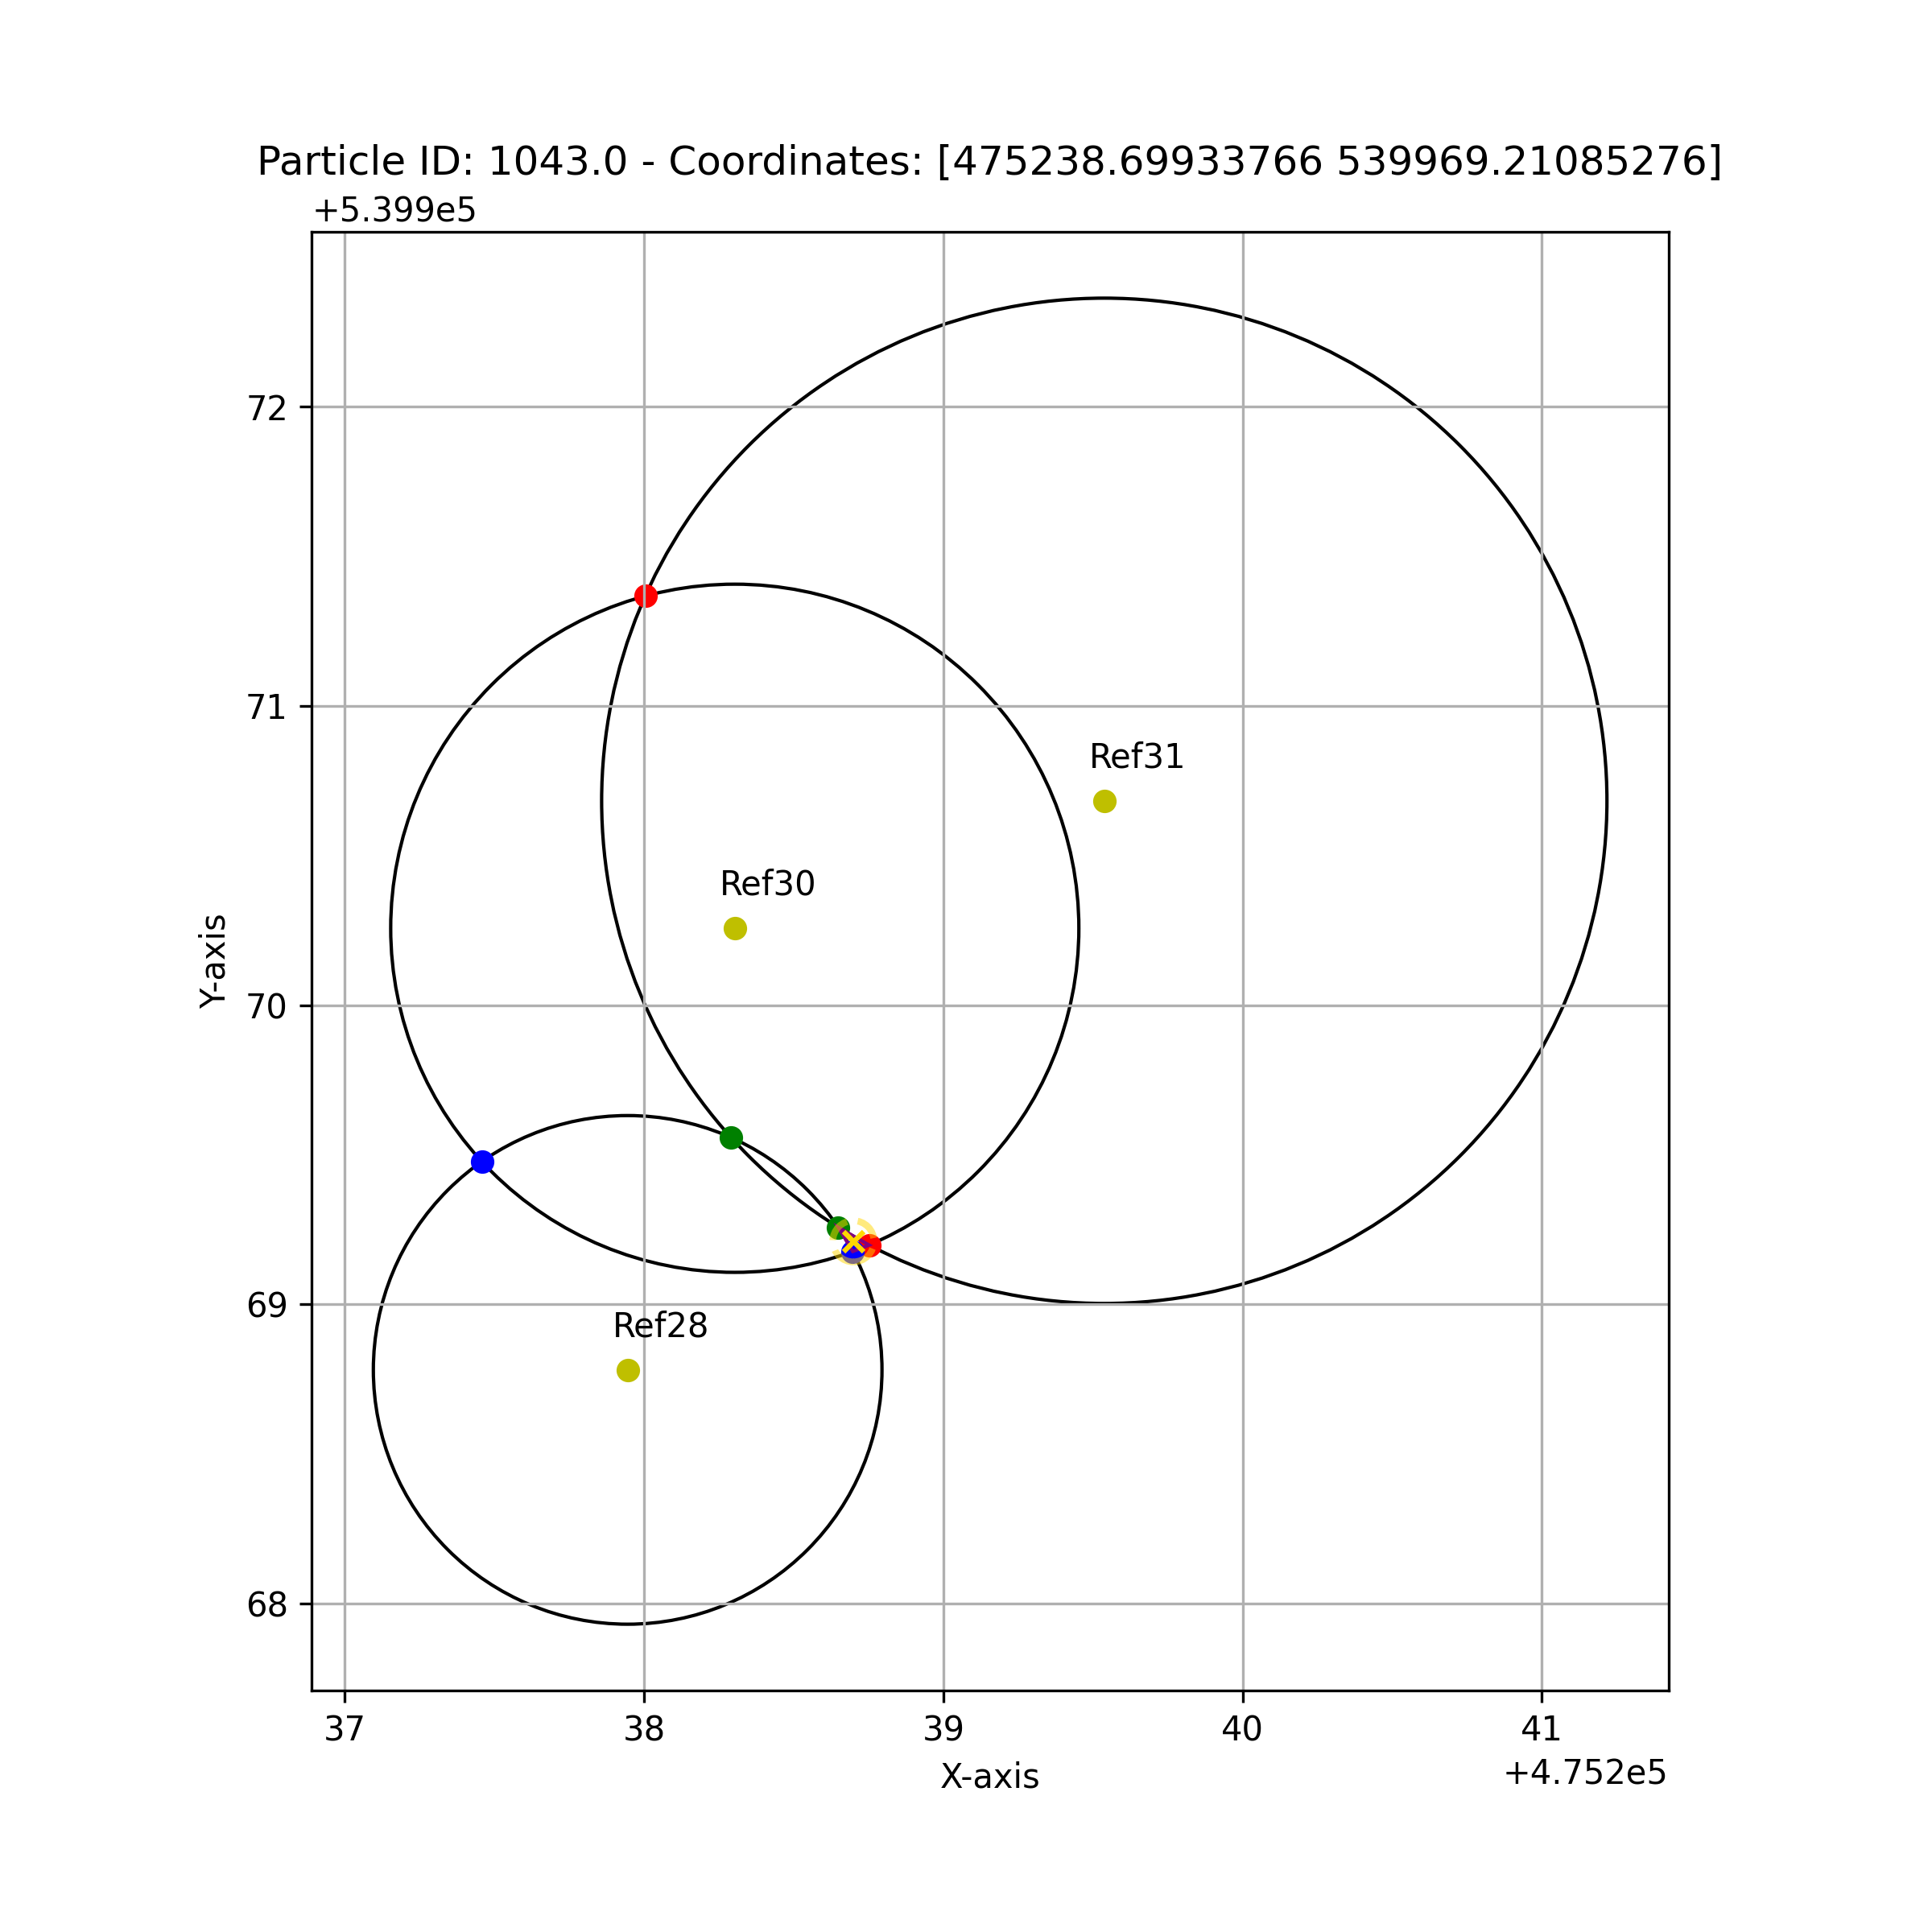 Particle ID: 1043.0 - Coordinates: [475238.69933766 539969.21085276]
+5.399e5
72
71
Ref31
Ref30
Y-axis
70
69
Ref28
68
37 38 39 40 41
X-axis
+4.752e5